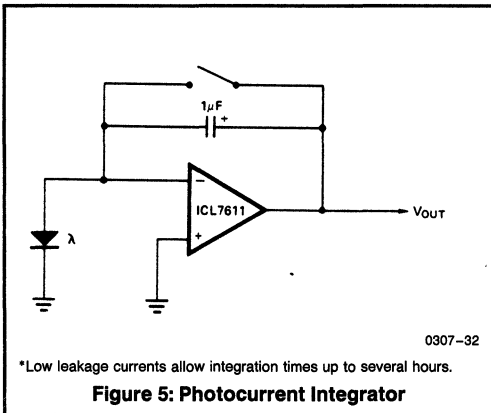 1μF
+
−
ICL7611
+
VOUT
λ
0307–32
*Low leakage currents allow integration times up to several hours.
Figure 5: Photocurrent Integrator